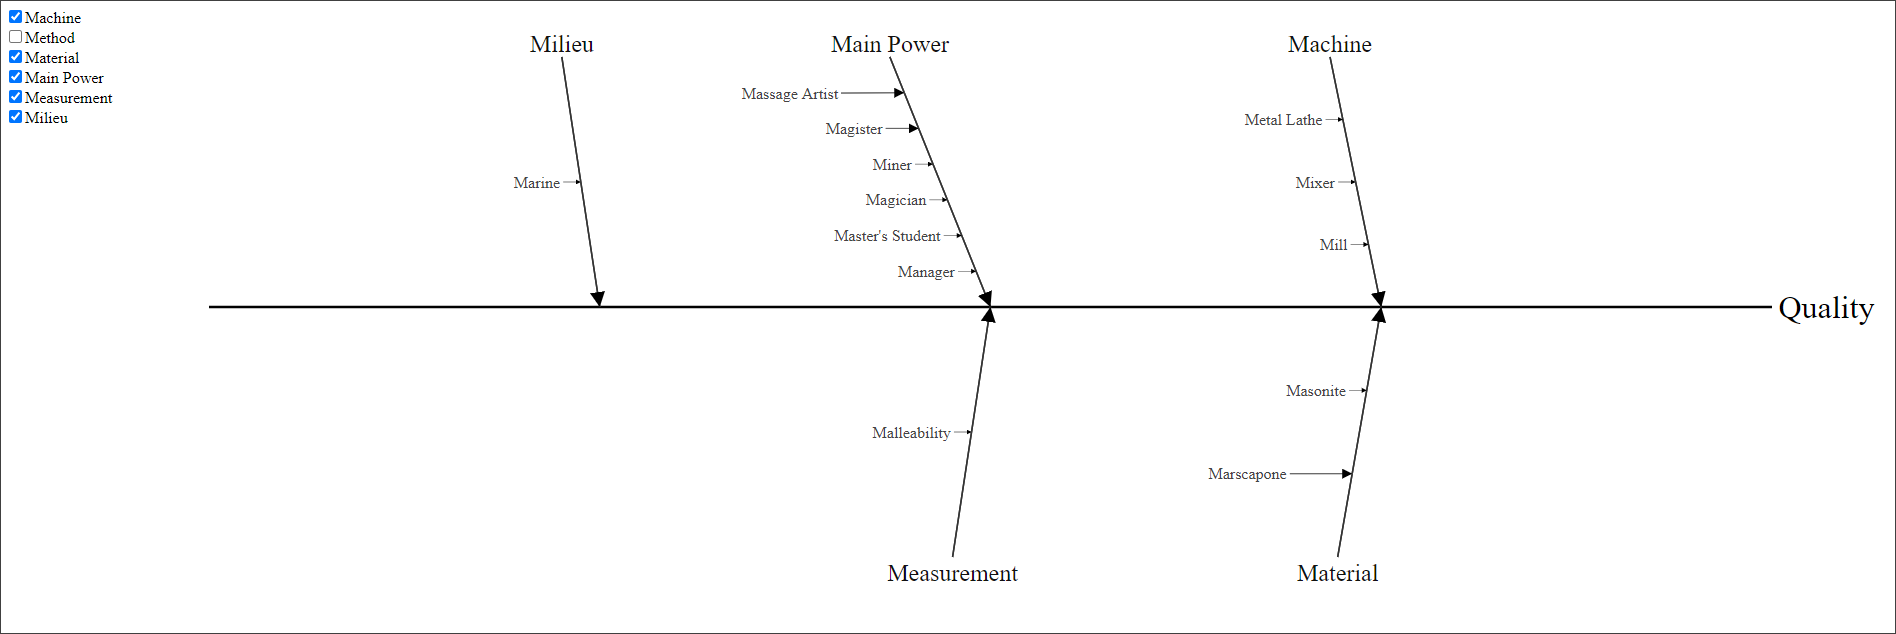 Machine
Method
Material
Main Power
Measurement
Milieu
Milieu
Main Power
Machine
Massage Artist
Magister
Miner
Magician
Master's Student
Manager
Marine
Metal Lathe
Mixer
Mill
Quality
Malleability
Masonite
Marscapone
Measurement
Material